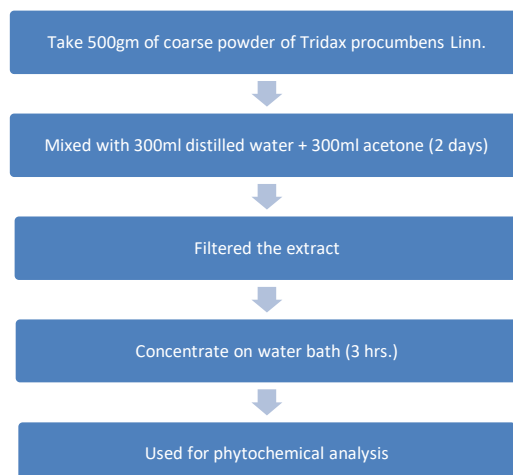 Take 500gm of coarse powder of Tridax procumbens Linn.
Mixed with 300ml distilled water + 300ml acetone (2 days)
Filtered the extract
Concentrate on water bath (3 hrs.)
Used for phytochemical analysis